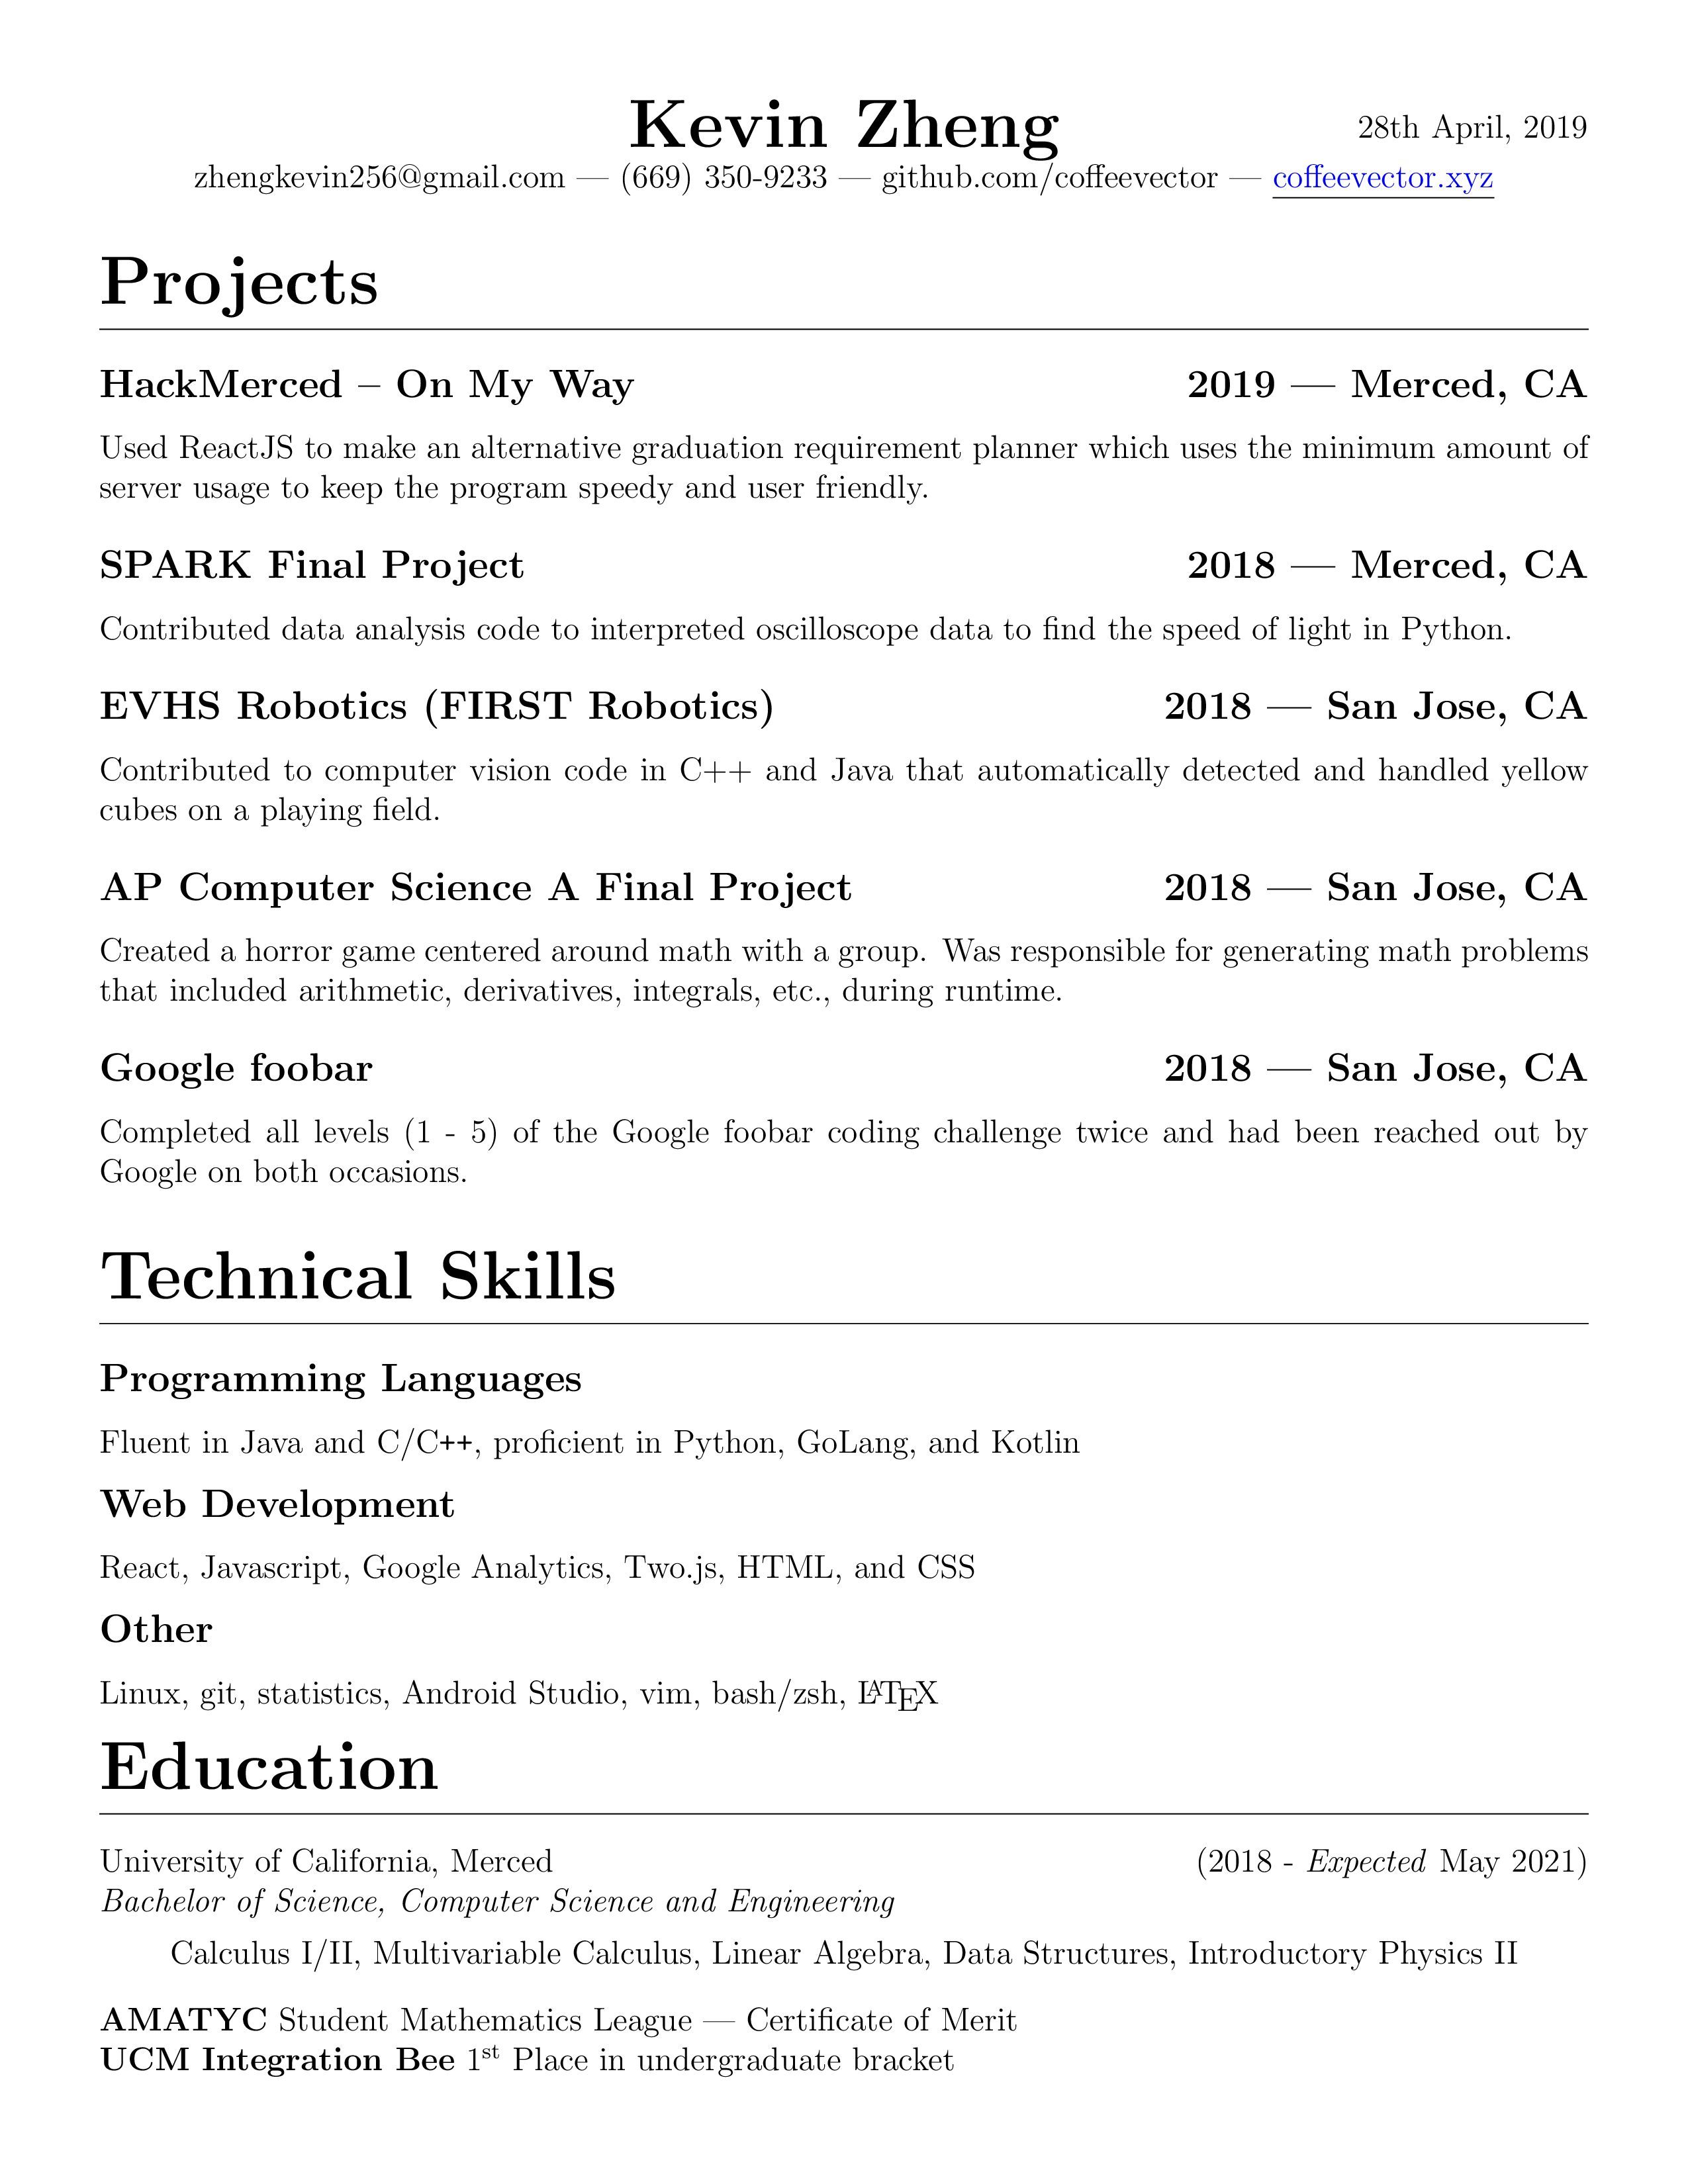 Kevin Zheng
28th April, 2019
zhengkevin256@gmail.com — (669) 350-9233 — github.com/coffeevector — coffeevector.xyz
Projects
HackMerced – On My Way 2019 — Merced, CA
Used ReactJS to make an alternative graduation requirement planner which uses the minimum amount of
server usage to keep the program speedy and user friendly.
SPARK Final Project 2018 — Merced, CA
Contributed data analysis code to interpreted oscilloscope data to find the speed of light in Python.
EVHS Robotics (FIRST Robotics) 2018 — San Jose, CA
Contributed to computer vision code in C++ and Java that automatically detected and handled yellow
cubes on a playing field.
AP Computer Science A Final Project 2018 — San Jose, CA
Created a horror game centered around math with a group. Was responsible for generating math problems
that included arithmetic, derivatives, integrals, etc., during runtime.
Google foobar 2018 — San Jose, CA
Completed all levels (1 - 5) of the Google foobar coding challenge twice and had been reached out by
Google on both occasions.
Technical Skills
Programming Languages
Fluent in Java and C/C++, proficient in Python, GoLang, and Kotlin
Web Development
React, Javascript, Google Analytics, Two.js, HTML, and CSS
Other
Linux, git, statistics, Android Studio, vim, bash/zsh, LATEX
Education
University of California, Merced (2018 - Expected May 2021)
Bachelor of Science, Computer Science and Engineering
Calculus I/II, Multivariable Calculus, Linear Algebra, Data Structures, Introductory Physics II
AMATYC Student Mathematics League — Certificate of Merit
UCM Integration Bee 1st Place in undergraduate bracket